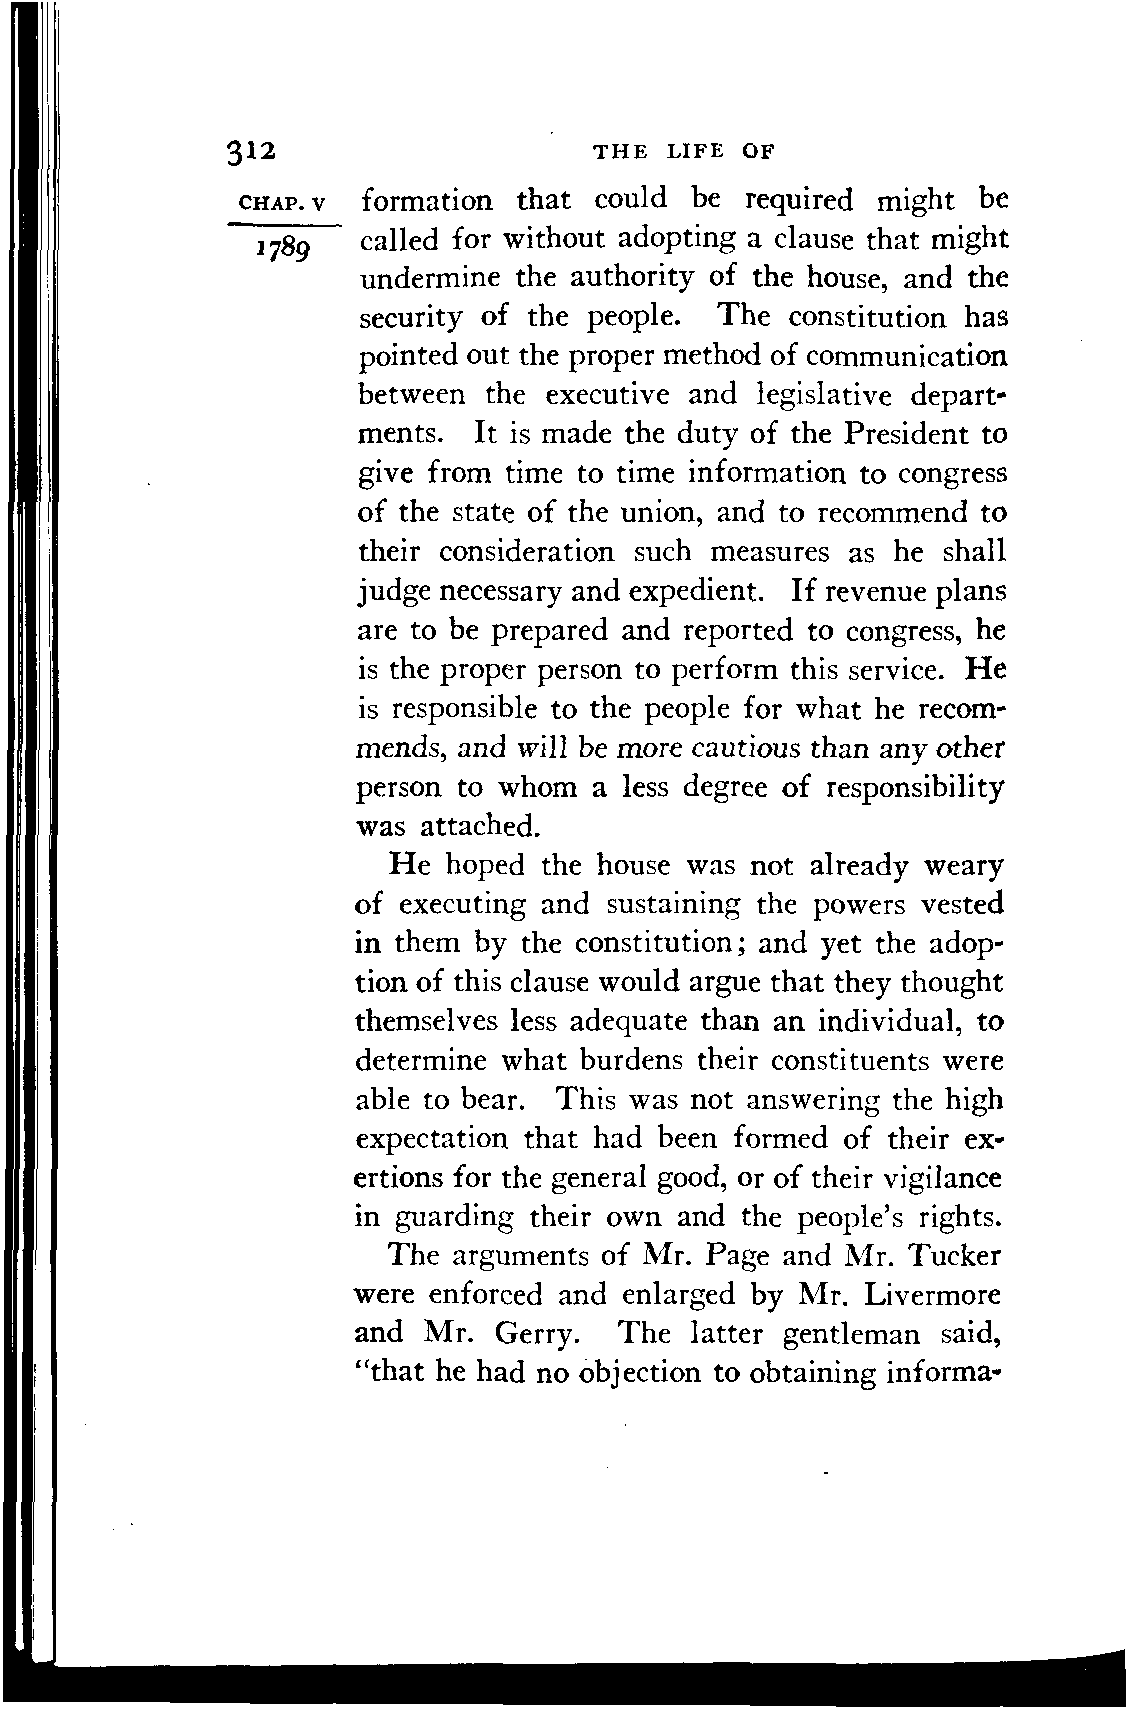 312 THE LIFE OF
CHAP. V formation that could be required might be
1789 called for without adopting a clause that might
undermine the authority of the house, and the
security of the people. The constitution has
pointed out the proper method of communication
between the executive and legislative depart-
ments. It is made the duty of the President to
give from time to time information to congress
of the state of the union, and to recommend to
their consideration such measures as he shall
judge necessary and expedient. If revenue plans
are to be prepared and reported to congress, he
is the proper person to perform this service. He
is responsible to the people for what he recom-
mends, and will be more cautious than any other
person to whom a less degree of responsibility
was attached.
He hoped the house was not already weary
of executing and sustaining the powers vested
in them by the constitution; and yet the adop-
tion of this clause would argue that they thought
themselves less adequate than an individual, to
determine what burdens their constituents were
able to bear. This was not answering the high
expectation that had been formed of their ex-
ertions for the general good, or of their vigilance
in guarding their own and the people's rights.
The arguments of Mr. Page and Mr. Tucker
were enforced and enlarged by Mr. Livermore
and Mr. Gerry. The latter gentleman said,
"that he had no objection to obtaining informa-